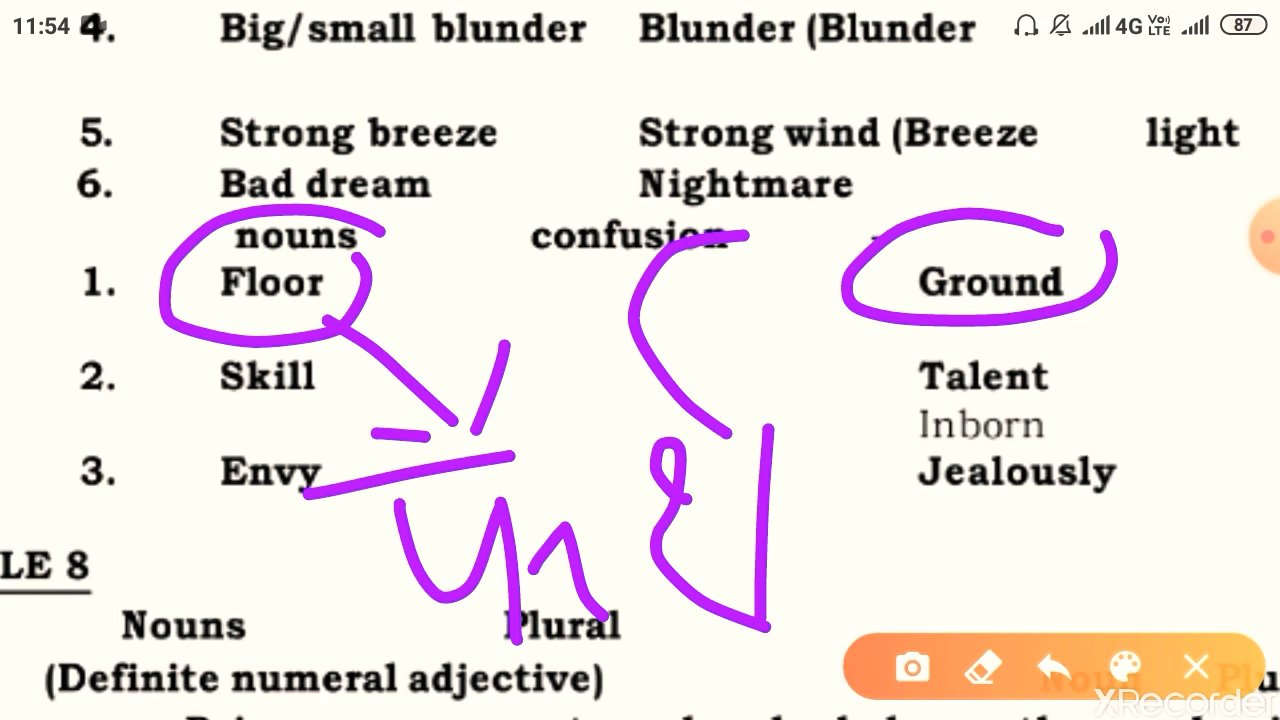 11:54 4G Vo)) LTE 87
4. Big/small blunder Blunder (Blunder
5. Strong breeze Strong wind (Breeze light
6. Bad dream Nightmare
nouns confusion
1. Floor Ground
2. Skill Talent
Inborn
3. Envy Jealously
LE 8
Nouns Plural
(Definite numeral adjective)
XRecorder